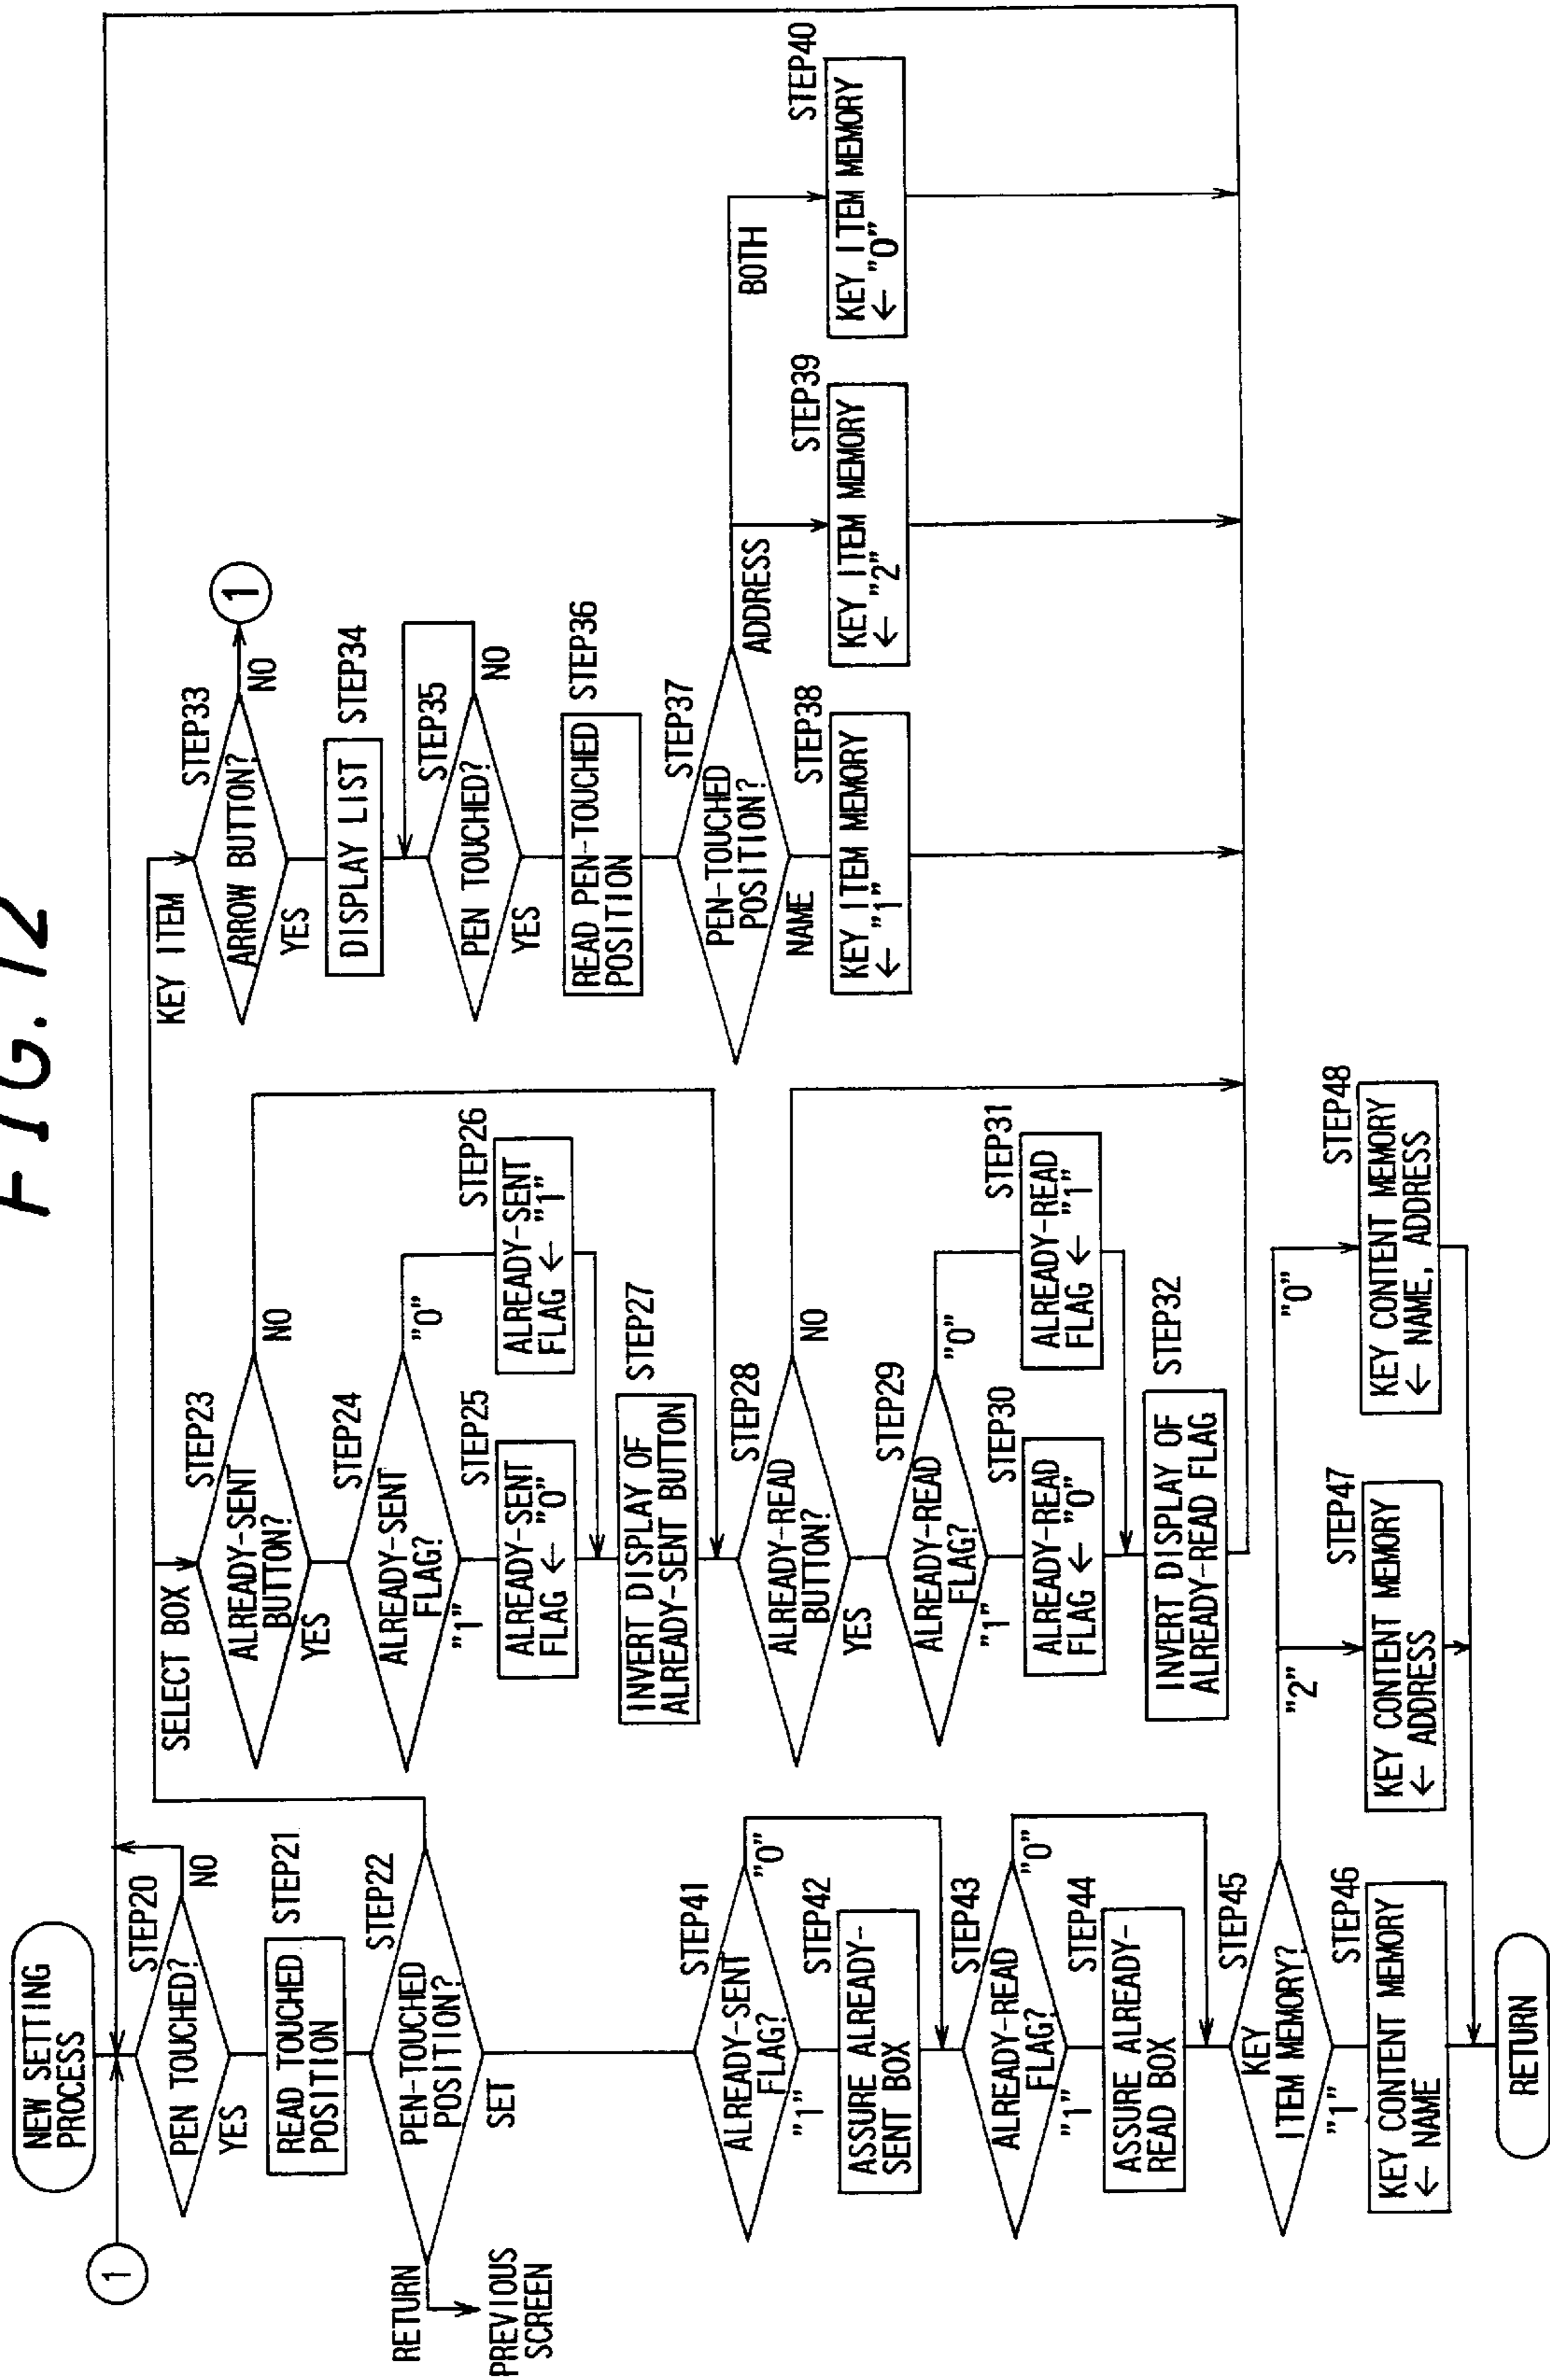 FIG. 12
NEW SETTING
PROCESS
1
STEP20
PEN TOUCHED?
NO
YES
READ TOUCHED
POSITION
STEP21
STEP22
PEN-TOUCHED
POSITION?
RETURN
PREVIOUS
SCREEN
SET
SELECT BOX
KEY ITEM
STEP23
ALREADY-SENT
BUTTON?
NO
YES
STEP24
ALREADY-SENT
FLAG?
"0"
"1"
STEP25
ALREADY-SENT
FLAG ← "0"
STEP26
ALREADY-SENT
FLAG ← "1"
INVERT DISPLAY OF
ALREADY-SENT BUTTON
STEP27
STEP28
ALREADY-READ
BUTTON?
NO
YES
STEP29
ALREADY-READ
FLAG?
"0"
"1"
STEP30
ALREADY-READ
FLAG ← "0"
STEP31
ALREADY-READ
FLAG ← "1"
INVERT DISPLAY OF
ALREADY-READ FLAG
STEP32
STEP33
ARROW BUTTON?
NO
1
YES
DISPLAY LIST
STEP34
STEP35
PEN TOUCHED?
NO
YES
READ PEN-TOUCHED
POSITION
STEP36
STEP37
PEN-TOUCHED
POSITION?
NAME
ADDRESS
BOTH
STEP38
KEY ITEM MEMORY
← "1"
STEP39
KEY ITEM MEMORY
← "2"
STEP40
KEY ITEM MEMORY
← "0"
STEP41
ALREADY-SENT
FLAG?
"0"
"1"
STEP42
ASSURE ALREADY-
SENT BOX
STEP43
ALREADY-READ
FLAG?
"0"
"1"
STEP44
ASSURE ALREADY-
READ BOX
STEP45
KEY
ITEM MEMORY?
"1"
"2"
"0"
STEP46
KEY CONTENT MEMORY
← NAME
STEP47
KEY CONTENT MEMORY
← ADDRESS
STEP48
KEY CONTENT MEMORY
← NAME, ADDRESS
RETURN